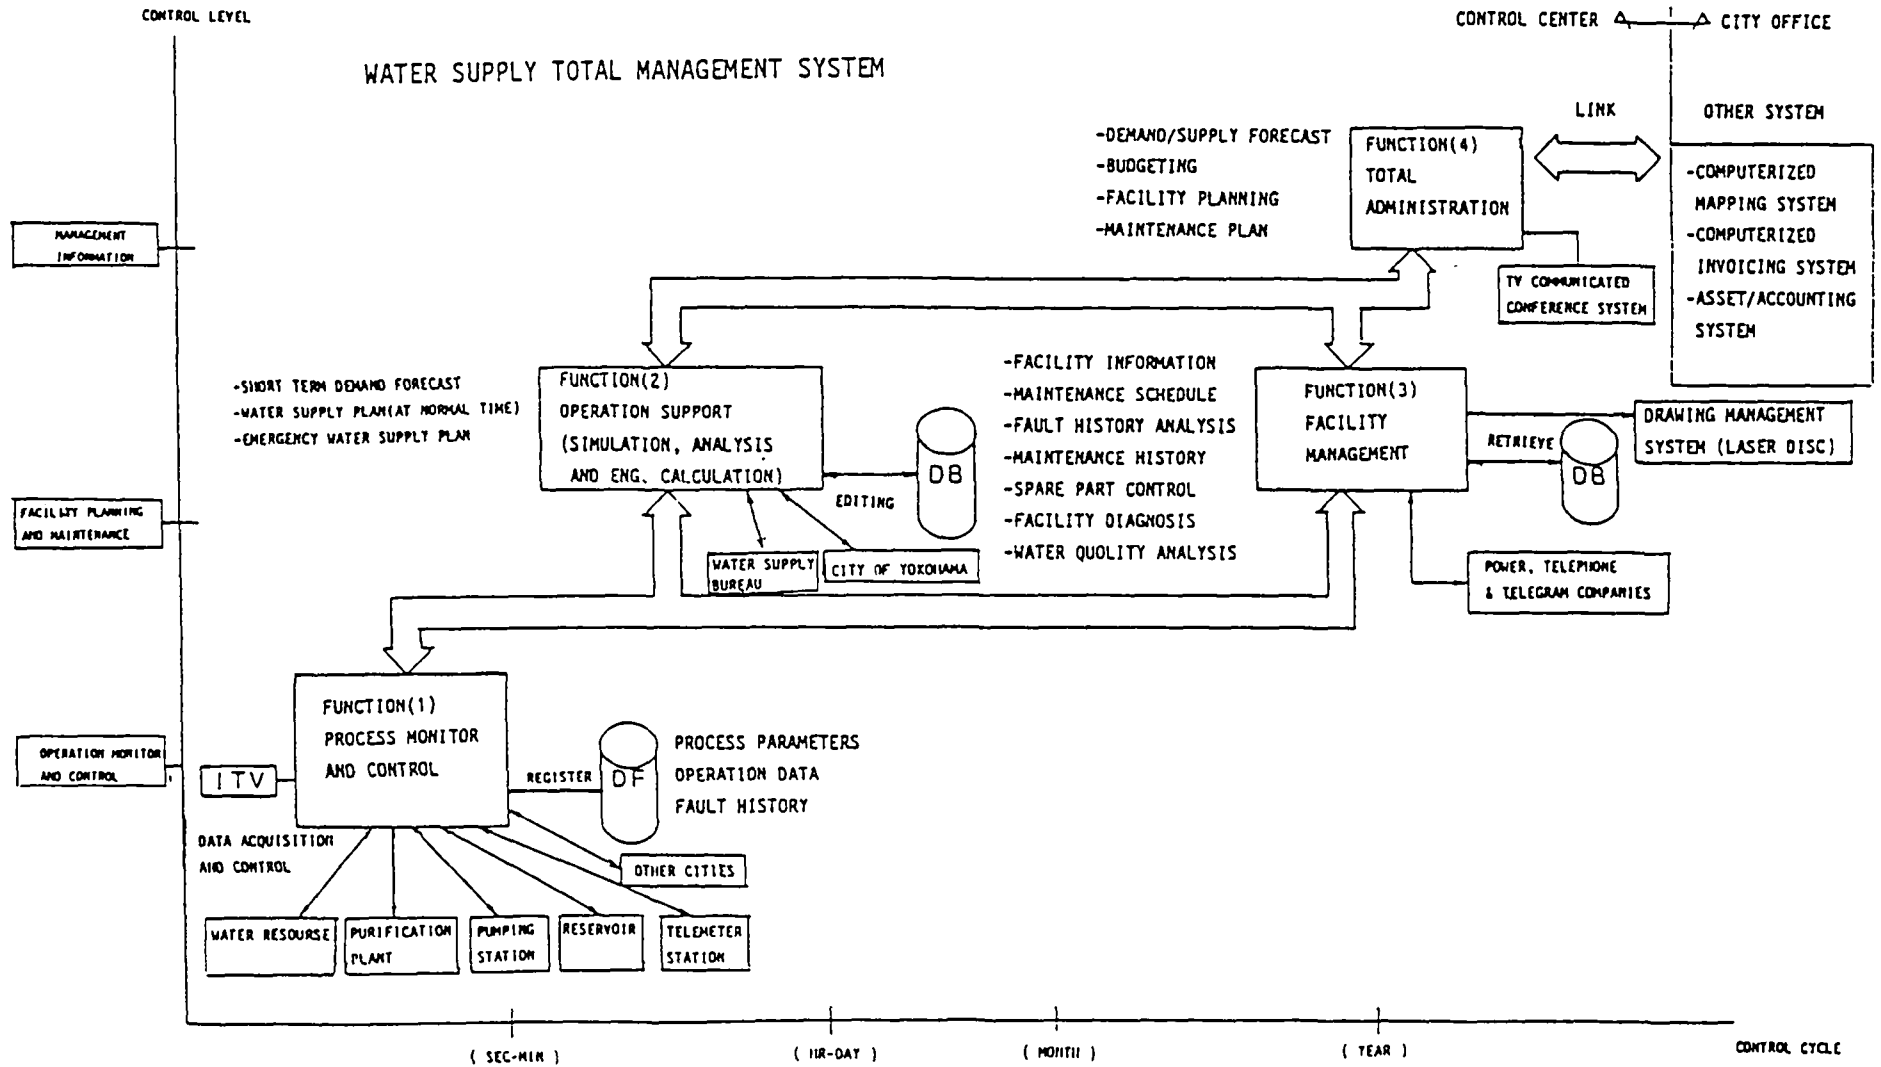 CONTROL LEVEL
CONTROL CENTER
CITY OFFICE
WATER SUPPLY TOTAL MANAGEMENT SYSTEM
LINK
OTHER SYSTEM
-DEMAND/SUPPLY FORECAST
-BUDGETING
-FACILITY PLANNING
-MAINTENANCE PLAN
FUNCTION(4)
TOTAL
ADMINISTRATION
-COMPUTERIZED
MAPPING SYSTEM
-COMPUTERIZED
INVOICING SYSTEM
-ASSET/ACCOUNTING
SYSTEM
MANAGEMENT
INFORMATION
TV COMMUNICATED
CONFERENCE SYSTEM
-SHORT TERM DEMAND FORECAST
-WATER SUPPLY PLAN(AT NORMAL TIME)
-EMERGENCY WATER SUPPLY PLAN
FUNCTION(2)
OPERATION SUPPORT
(SIMULATION, ANALYSIS
AND ENG. CALCULATION)
EDITING
DB
-FACILITY INFORMATION
-MAINTENANCE SCHEDULE
-FAULT HISTORY ANALYSIS
-MAINTENANCE HISTORY
-SPARE PART CONTROL
-FACILITY DIAGNOSIS
-WATER QUOLITY ANALYSIS
FUNCTION(3)
FACILITY
MANAGEMENT
RETRIEVE
DB
DRAWING MANAGEMENT
SYSTEM (LASER DISC)
FACILITY PLANNING
AND MAINTENANCE
WATER SUPPLY
BUREAU
CITY OF YOKOHAMA
POWER, TELEPHONE
& TELEGRAM COMPANIES
FUNCTION(1)
PROCESS MONITOR
AND CONTROL
OPERATION MONITOR
AND CONTROL
ITV
REGISTER
DF
PROCESS PARAMETERS
OPERATION DATA
FAULT HISTORY
DATA ACQUISITION
AND CONTROL
OTHER CITIES
WATER RESOURSE
PURIFICATION
PLANT
PUMPING
STATION
RESERVOIR
TELEMETER
STATION
( SEC-MIN )
( HR-DAY )
( MONTH )
( YEAR )
CONTROL CYCLE